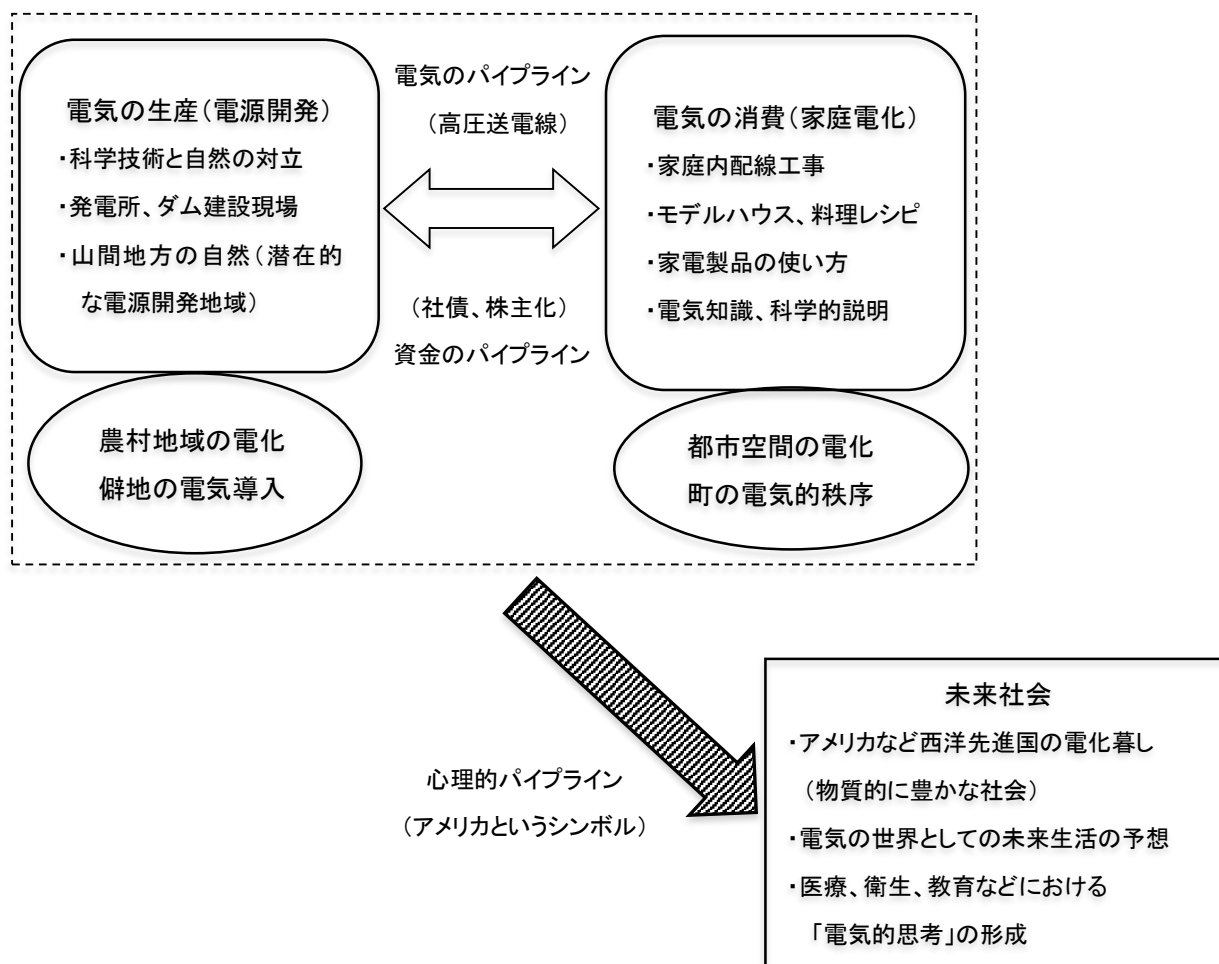 電気の生産(電源開発)
・科学技術と自然の対立
・発電所、ダム建設現場
・山間地方の自然(潜在的
な電源開発地域)
電気のパイプライン
(高圧送電線)
(社債、株主化)
資金のパイプライン
電気の消費(家庭電化)
・家庭内配線工事
・モデルハウス、料理レシピ
・家電製品の使い方
・電気知識、科学的説明
農村地域の電化
僻地の電気導入
都市空間の電化
町の電気的秩序
心理的パイプライン
(アメリカというシンボル)
未来社会
・アメリカなど西洋先進国の電化暮し
(物質的に豊かな社会)
・電気の世界としての未来生活の予想
・医療、衛生、教育などにおける
「電気的思考」の形成